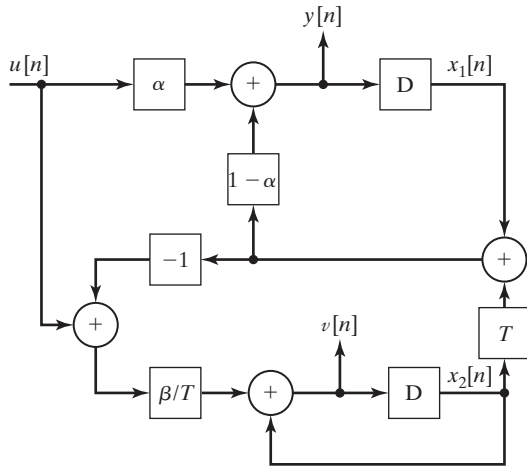 y[n]
u[n]
α
+
D
x₁[n]
1 − α
−1
+
+
T
v[n]
β/T
+
D
x₂[n]